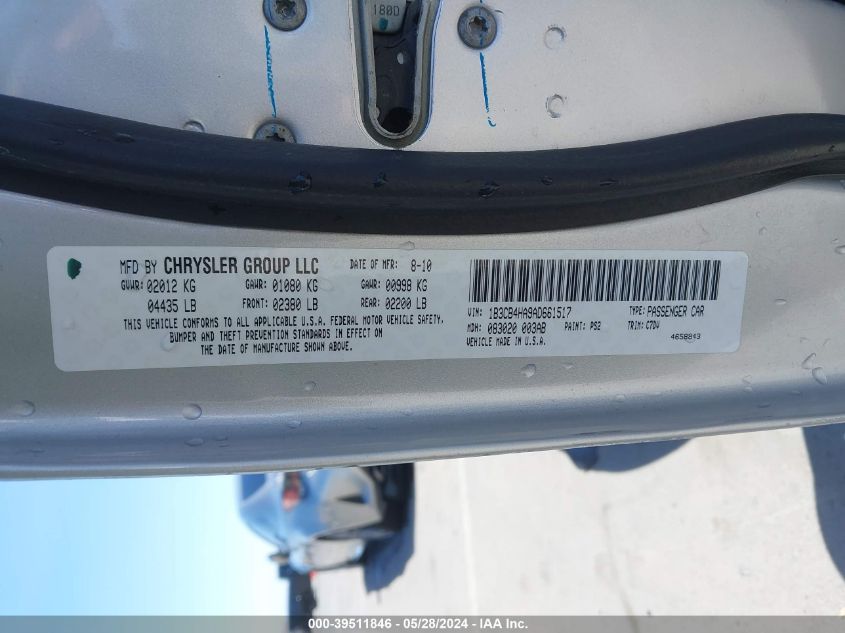 180D
MFD BY CHRYSLER GROUP LLC DATE OF MFR: 8-10
GVWR: 02012 KG GAWR: 01080 KG GAWR: 00998 KG
04435 LB FRONT: 02380 LB REAR: 02200 LB
THIS VEHICLE CONFORMS TO ALL APPLICABLE U.S.A. FEDERAL MOTOR VEHICLE SAFETY,
BUMPER AND THEFT PREVENTION STANDARDS IN EFFECT ON
THE DATE OF MANUFACTURE SHOWN ABOVE.
VIN: 1B3CB4HA9AD661517 TYPE: PASSENGER CAR
MDH: 083020 003AB PAINT: PS2 TRIM: C7DV
VEHICLE MADE IN U.S.A. 4658843
000-39511846 - 05/28/2024 - IAA Inc.